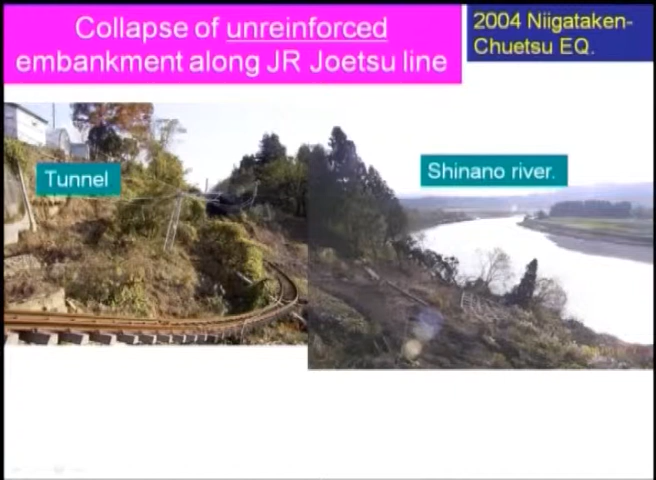 Collapse of unreinforced
embankment along JR Joetsu line
2004 Niigataken-
Chuetsu EQ.
Tunnel
Shinano river.